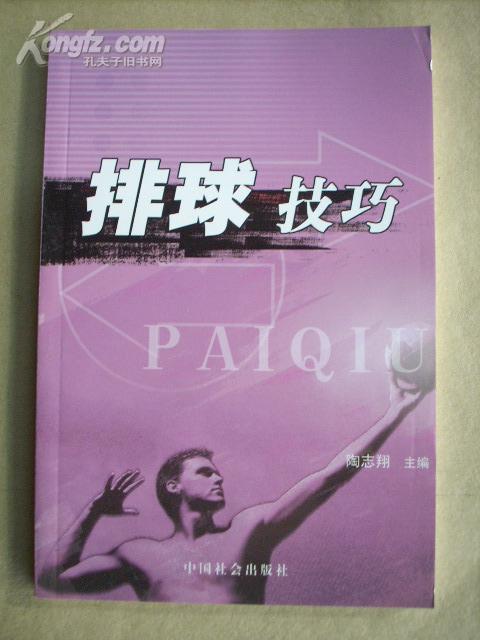 Kongfz.com
孔夫子旧书网
排球 技巧
PAIQIU
陶志翔 主编
中国社会出版社